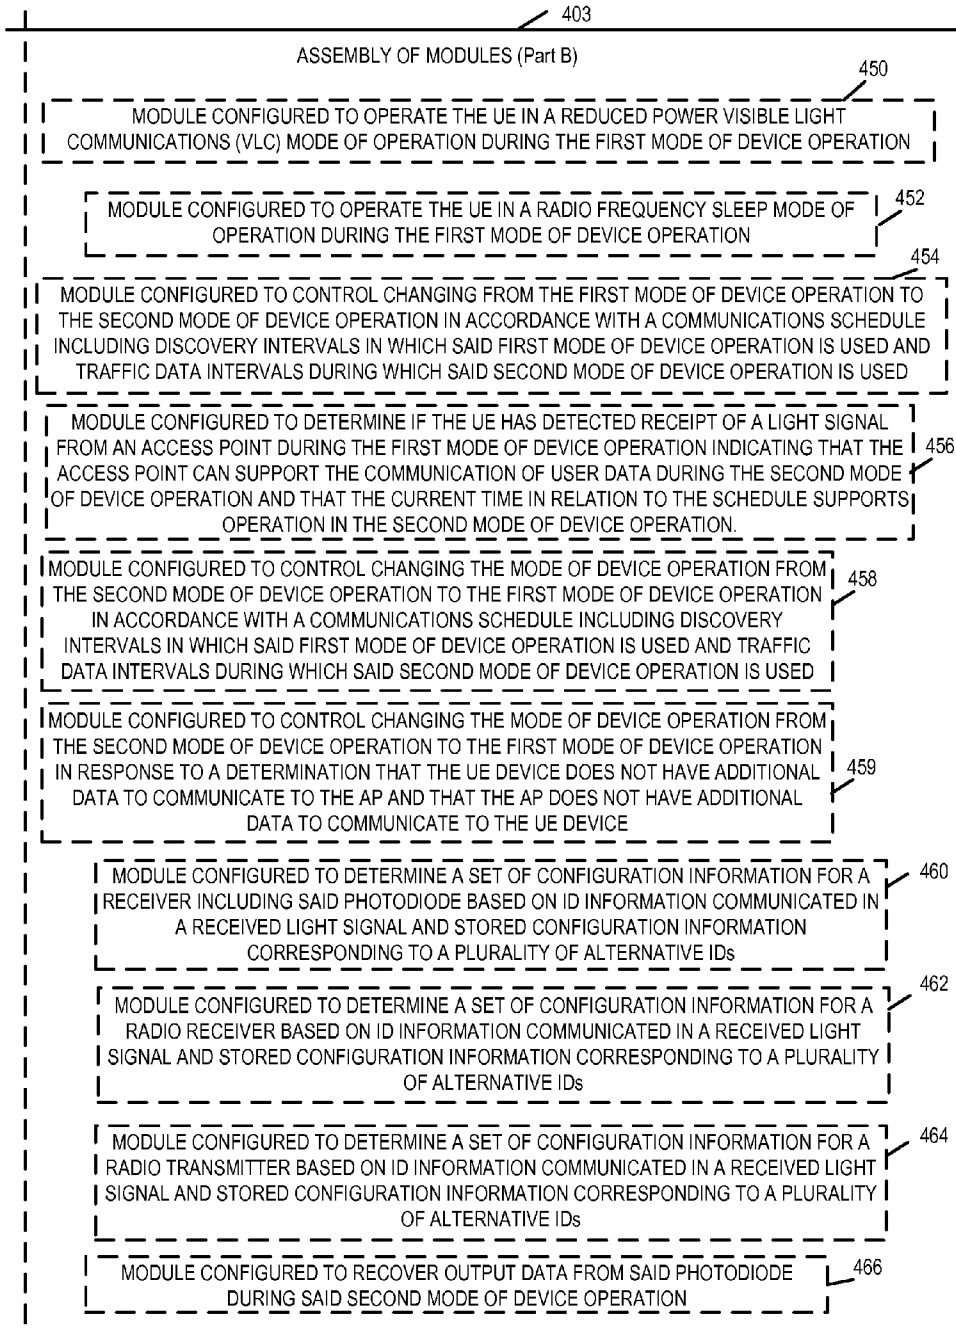 403
ASSEMBLY OF MODULES (Part B)
450
MODULE CONFIGURED TO OPERATE THE UE IN A REDUCED POWER VISIBLE LIGHT
COMMUNICATIONS (VLC) MODE OF OPERATION DURING THE FIRST MODE OF DEVICE OPERATION
452
MODULE CONFIGURED TO OPERATE THE UE IN A RADIO FREQUENCY SLEEP MODE OF
OPERATION DURING THE FIRST MODE OF DEVICE OPERATION
454
MODULE CONFIGURED TO CONTROL CHANGING FROM THE FIRST MODE OF DEVICE OPERATION TO
THE SECOND MODE OF DEVICE OPERATION IN ACCORDANCE WITH A COMMUNICATIONS SCHEDULE
INCLUDING DISCOVERY INTERVALS IN WHICH SAID FIRST MODE OF DEVICE OPERATION IS USED AND
TRAFFIC DATA INTERVALS DURING WHICH SAID SECOND MODE OF DEVICE OPERATION IS USED
MODULE CONFIGURED TO DETERMINE IF THE UE HAS DETECTED RECEIPT OF A LIGHT SIGNAL
FROM AN ACCESS POINT DURING THE FIRST MODE OF DEVICE OPERATION INDICATING THAT THE
ACCESS POINT CAN SUPPORT THE COMMUNICATION OF USER DATA DURING THE SECOND MODE
OF DEVICE OPERATION AND THAT THE CURRENT TIME IN RELATION TO THE SCHEDULE SUPPORTS
OPERATION IN THE SECOND MODE OF DEVICE OPERATION.
456
MODULE CONFIGURED TO CONTROL CHANGING THE MODE OF DEVICE OPERATION FROM
THE SECOND MODE OF DEVICE OPERATION TO THE FIRST MODE OF DEVICE OPERATION
IN ACCORDANCE WITH A COMMUNICATIONS SCHEDULE INCLUDING DISCOVERY
INTERVALS IN WHICH SAID FIRST MODE OF DEVICE OPERATION IS USED AND TRAFFIC
DATA INTERVALS DURING WHICH SAID SECOND MODE OF DEVICE OPERATION IS USED
458
MODULE CONFIGURED TO CONTROL CHANGING THE MODE OF DEVICE OPERATION FROM
THE SECOND MODE OF DEVICE OPERATION TO THE FIRST MODE OF DEVICE OPERATION
IN RESPONSE TO A DETERMINATION THAT THE UE DEVICE DOES NOT HAVE ADDITIONAL
DATA TO COMMUNICATE TO THE AP AND THAT THE AP DOES NOT HAVE ADDITIONAL
DATA TO COMMUNICATE TO THE UE DEVICE
459
MODULE CONFIGURED TO DETERMINE A SET OF CONFIGURATION INFORMATION FOR A
RECEIVER INCLUDING SAID PHOTODIODE BASED ON ID INFORMATION COMMUNICATED IN
A RECEIVED LIGHT SIGNAL AND STORED CONFIGURATION INFORMATION
CORRESPONDING TO A PLURALITY OF ALTERNATIVE IDs
460
MODULE CONFIGURED TO DETERMINE A SET OF CONFIGURATION INFORMATION FOR A
RADIO RECEIVER BASED ON ID INFORMATION COMMUNICATED IN A RECEIVED LIGHT
SIGNAL AND STORED CONFIGURATION INFORMATION CORRESPONDING TO A PLURALITY
OF ALTERNATIVE IDs
462
MODULE CONFIGURED TO DETERMINE A SET OF CONFIGURATION INFORMATION FOR A
RADIO TRANSMITTER BASED ON ID INFORMATION COMMUNICATED IN A RECEIVED LIGHT
SIGNAL AND STORED CONFIGURATION INFORMATION CORRESPONDING TO A PLURALITY
OF ALTERNATIVE IDs
464
MODULE CONFIGURED TO RECOVER OUTPUT DATA FROM SAID PHOTODIODE
DURING SAID SECOND MODE OF DEVICE OPERATION
466